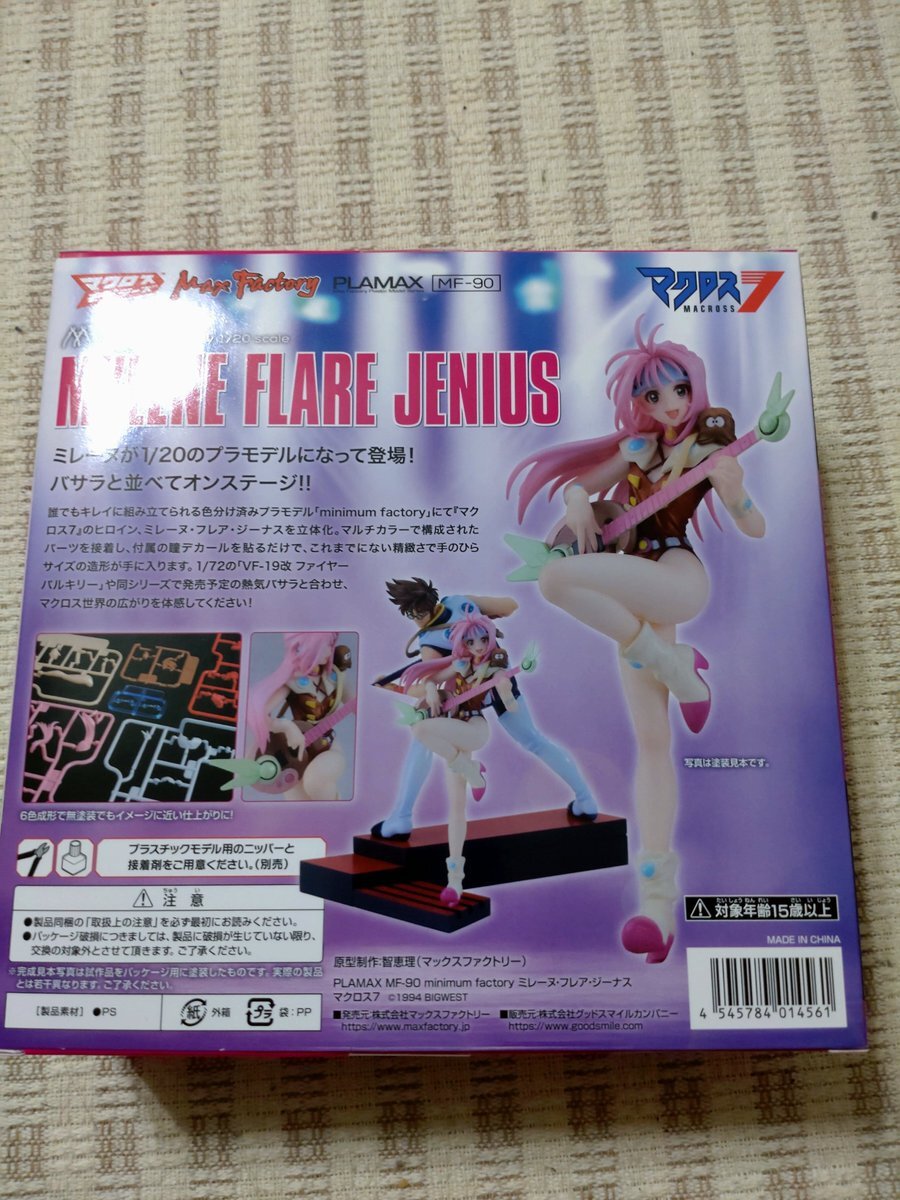 マクロス
Max Factory
PLAMAX
MF-90
マクロス7
MACROSS
1/20 scale
FLARE JENIUS
ミレーヌが1/20のプラモデルになって登場!
バサラと並べてオンステージ!!
誰でもキレイに組み立てられる色分け済みプラモデル「minimum factory」にて『マク
ロス7』のヒロイン、ミレーヌ・フレア・ジーナスを立体化。マルチカラーで構成された
パーツを接着し、付属の瞳デカールを貼るだけで、これまでにない精緻さで手のひら
サイズの造形が手に入ります。1/72の「VF-19改 ファイヤー
バルキリー」や同シリーズで発売予定の熱気バサラと合わせ、
マクロス世界の広がりを体感してください!
写真は塗装見本です。
6色成形で無塗装でもイメージに近い仕上がりに!
プラスチックモデル用のニッパーと
接着剤をご用意ください。(別売)
ちゅう い
注 意
●製品同梱の「取扱上の注意」を必ず最初にお読みください。
●パッケージ破損につきましては、製品に破損が生じていない限り、
交換の対象外とさせて頂きます。ご了承ください。
※完成見本写真は試作品をパッケージ用に塗装したものです。実際の製品
とは若干異なります。ご了承ください。
【製品素材】 ●PS
紙
外箱
プラ
袋:PP
たいしょうねんれい さい いじょう
対象年齢15歳以上
MADE IN CHINA
原型制作:智恵理(マックスファクトリー)
PLAMAX MF-90 minimum factory ミレーヌ・フレア・ジーナス
マクロス7 ©1994 BIGWEST
■発売元:株式会社マックスファクトリー
https://www.maxfactory.jp
■販売元:株式会社グッドスマイルカンパニー
https://www.goodsmile.com
4 545784 014561